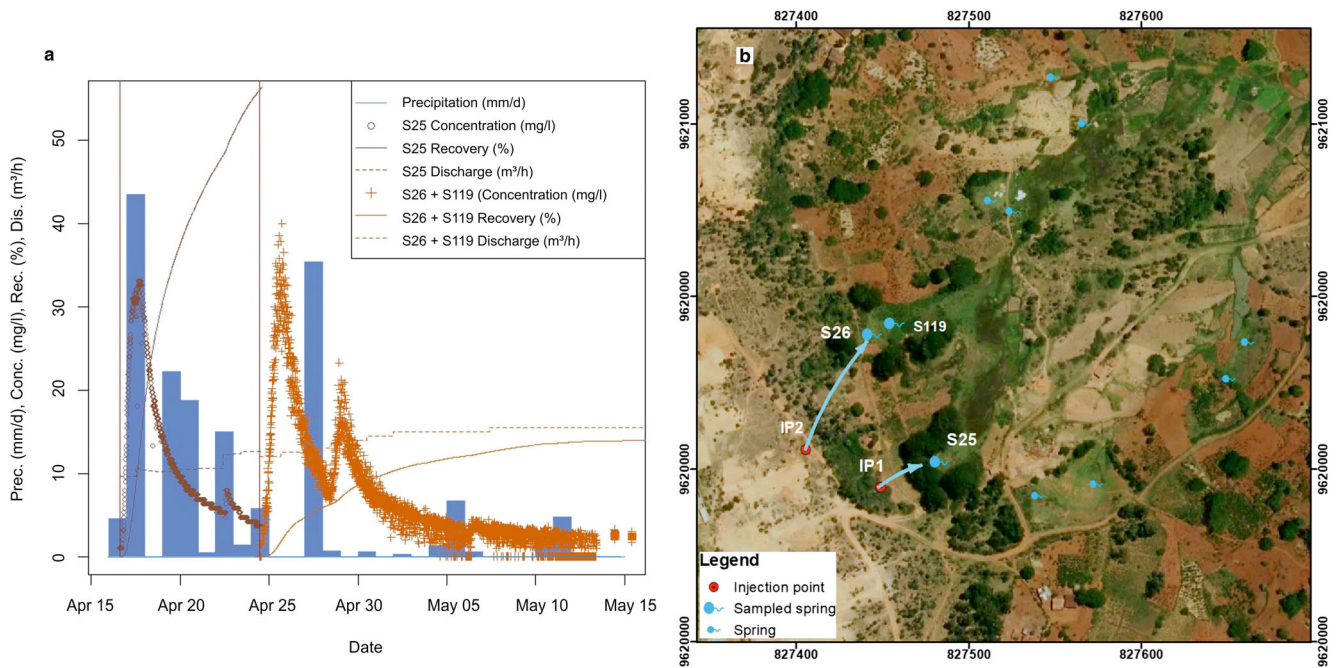 a
Prec. (mm/d), Conc. (mg/l), Rec. (%), Dis. (m³/h)
50
40
30
20
10
0
Precipitation (mm/d)
S25 Concentration (mg/l)
S25 Recovery (%)
S25 Discharge (m³/h)
S26 + S119 (Concentration (mg/l)
S26 + S119 Recovery (%)
S26 + S119 Discharge (m³/h)
Apr 15 Apr 20 Apr 25 Apr 30 May 05 May 10 May 15
Date
b
827400 827500 827600
9621000
9620000
9620000
9620000
9621000
9620000
9620000
9620000
S26
S119
IP2
S25
IP1
Legend
Injection point
Sampled spring
Spring
827400 827500 827600